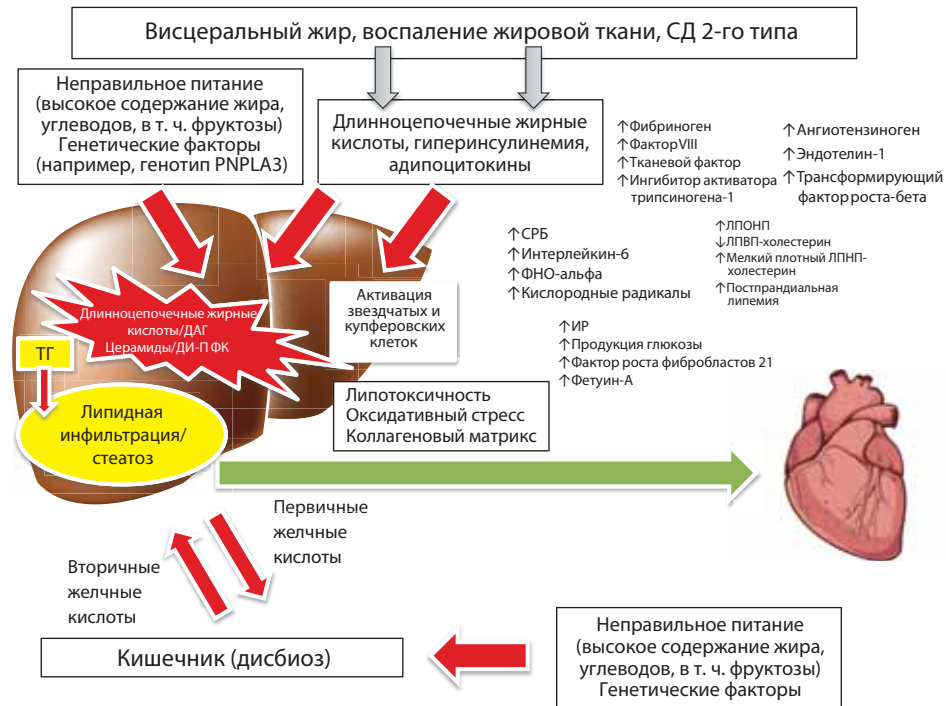 Висцеральный жир, воспаление жировой ткани, СД 2-го типа
Неправильное питание
(высокое содержание жира,
углеводов, в т. ч. фруктозы)
Генетические факторы
(например, генотип PNPLA3)
Длинноцепочечные жирные
кислоты, гиперинсулинемия,
адипоцитокины
↑Фибриноген
↑Фактор VIII
↑Тканевой фактор
↑Ингибитор активатора
трипсиногена-1
↑Ангиотензиноген
↑Эндотелин-1
↑Трансформирующий
фактор роста-бета
↑СРБ
↑Интерлейкин-6
↑ФНО-альфа
↑Кислородные радикалы
↑ЛПОНП
↓ЛПВП-холестерин
↑Мелкий плотный ЛПНП-
холестерин
↑Постпрандиальная
липемия
↑ИР
↑Продукция глюкозы
↑Фактор роста фибробластов 21
↑Фетуин-А
Активация
звездчатых и
купферовских
клеток
Длинноцепочечные жирные
кислоты/ДАГ
Церамиды/ДИ-П ФК
ТГ
Липидная
инфильтрация/
стеатоз
Липотоксичность
Оксидативный стресс
Коллагеновый матрикс
Первичные
желчные
кислоты
Вторичные
желчные
кислоты
Кишечник (дисбиоз)
Неправильное питание
(высокое содержание жира,
углеводов, в т. ч. фруктозы)
Генетические факторы